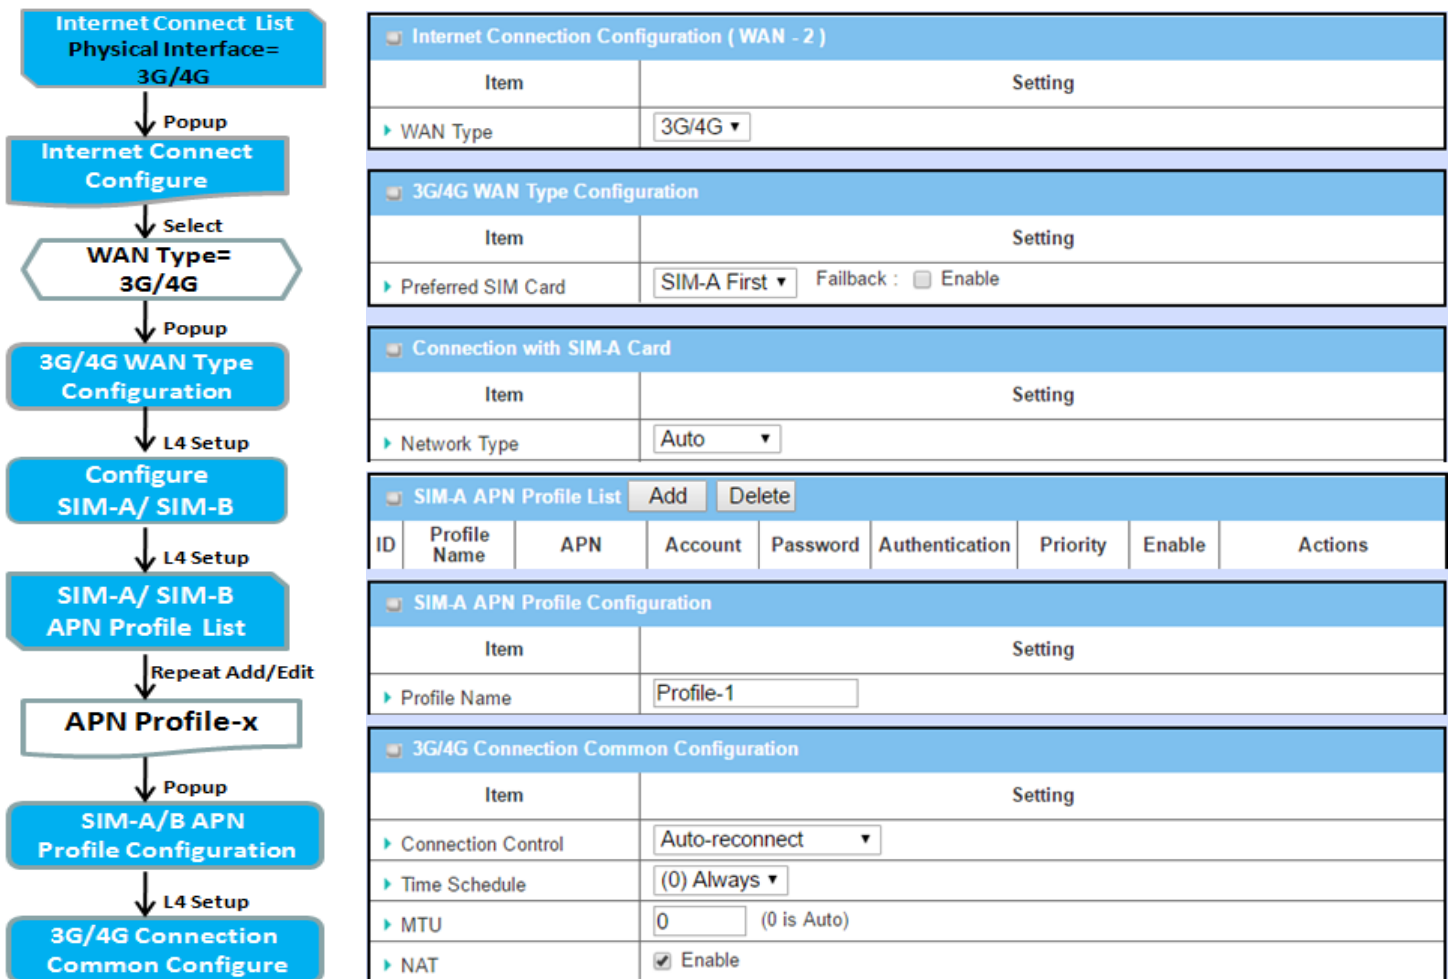 Internet Connect List
Physical Interface=
3G/4G
Popup
Internet Connect
Configure
Select
WAN Type=
3G/4G
Popup
3G/4G WAN Type
Configuration
L4 Setup
Configure
SIM-A/ SIM-B
L4 Setup
SIM-A/ SIM-B
APN Profile List
Repeat Add/Edit
APN Profile-x
Popup
SIM-A/B APN
Profile Configuration
L4 Setup
3G/4G Connection
Common Configure
Internet Connection Configuration ( WAN - 2 )
Item Setting
WAN Type 3G/4G
3G/4G WAN Type Configuration
Item Setting
Preferred SIM Card SIM-A First Failback : Enable
Connection with SIM-A Card
Item Setting
Network Type Auto
SIM-A APN Profile List Add Delete
ID Profile Name APN Account Password Authentication Priority Enable Actions
SIM-A APN Profile Configuration
Item Setting
Profile Name Profile-1
3G/4G Connection Common Configuration
Item Setting
Connection Control Auto-reconnect
Time Schedule (0) Always
MTU 0 (0 is Auto)
NAT Enable